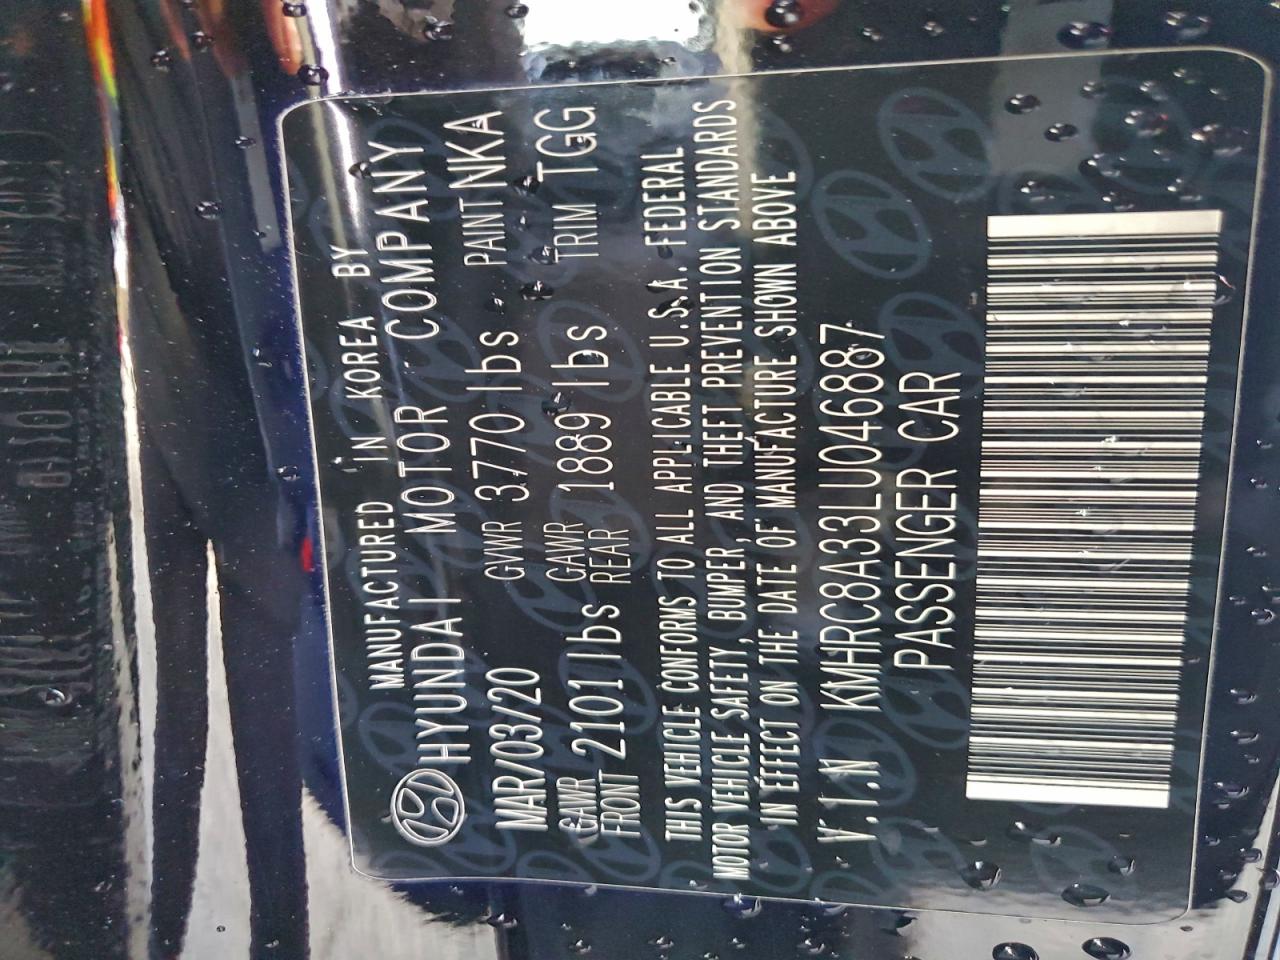 MANUFACTURED IN KOREA BY
HYUNDAI MOTOR COMPANY
MAR/03/20 GVWR 3770 lbs PAINT NKA
GAWR FRONT 2101 lbs GAWR REAR 1889 lbs TRIM TGG
THIS VEHICLE CONFORMS TO ALL APPLICABLE U.S.A. FEDERAL
MOTOR VEHICLE SAFETY, BUMPER, AND THEFT PREVENTION STANDARDS
IN EFFECT ON THE DATE OF MANUFACTURE SHOWN ABOVE
V.I.N KMHRC8A33LU046887
PASSENGER CAR